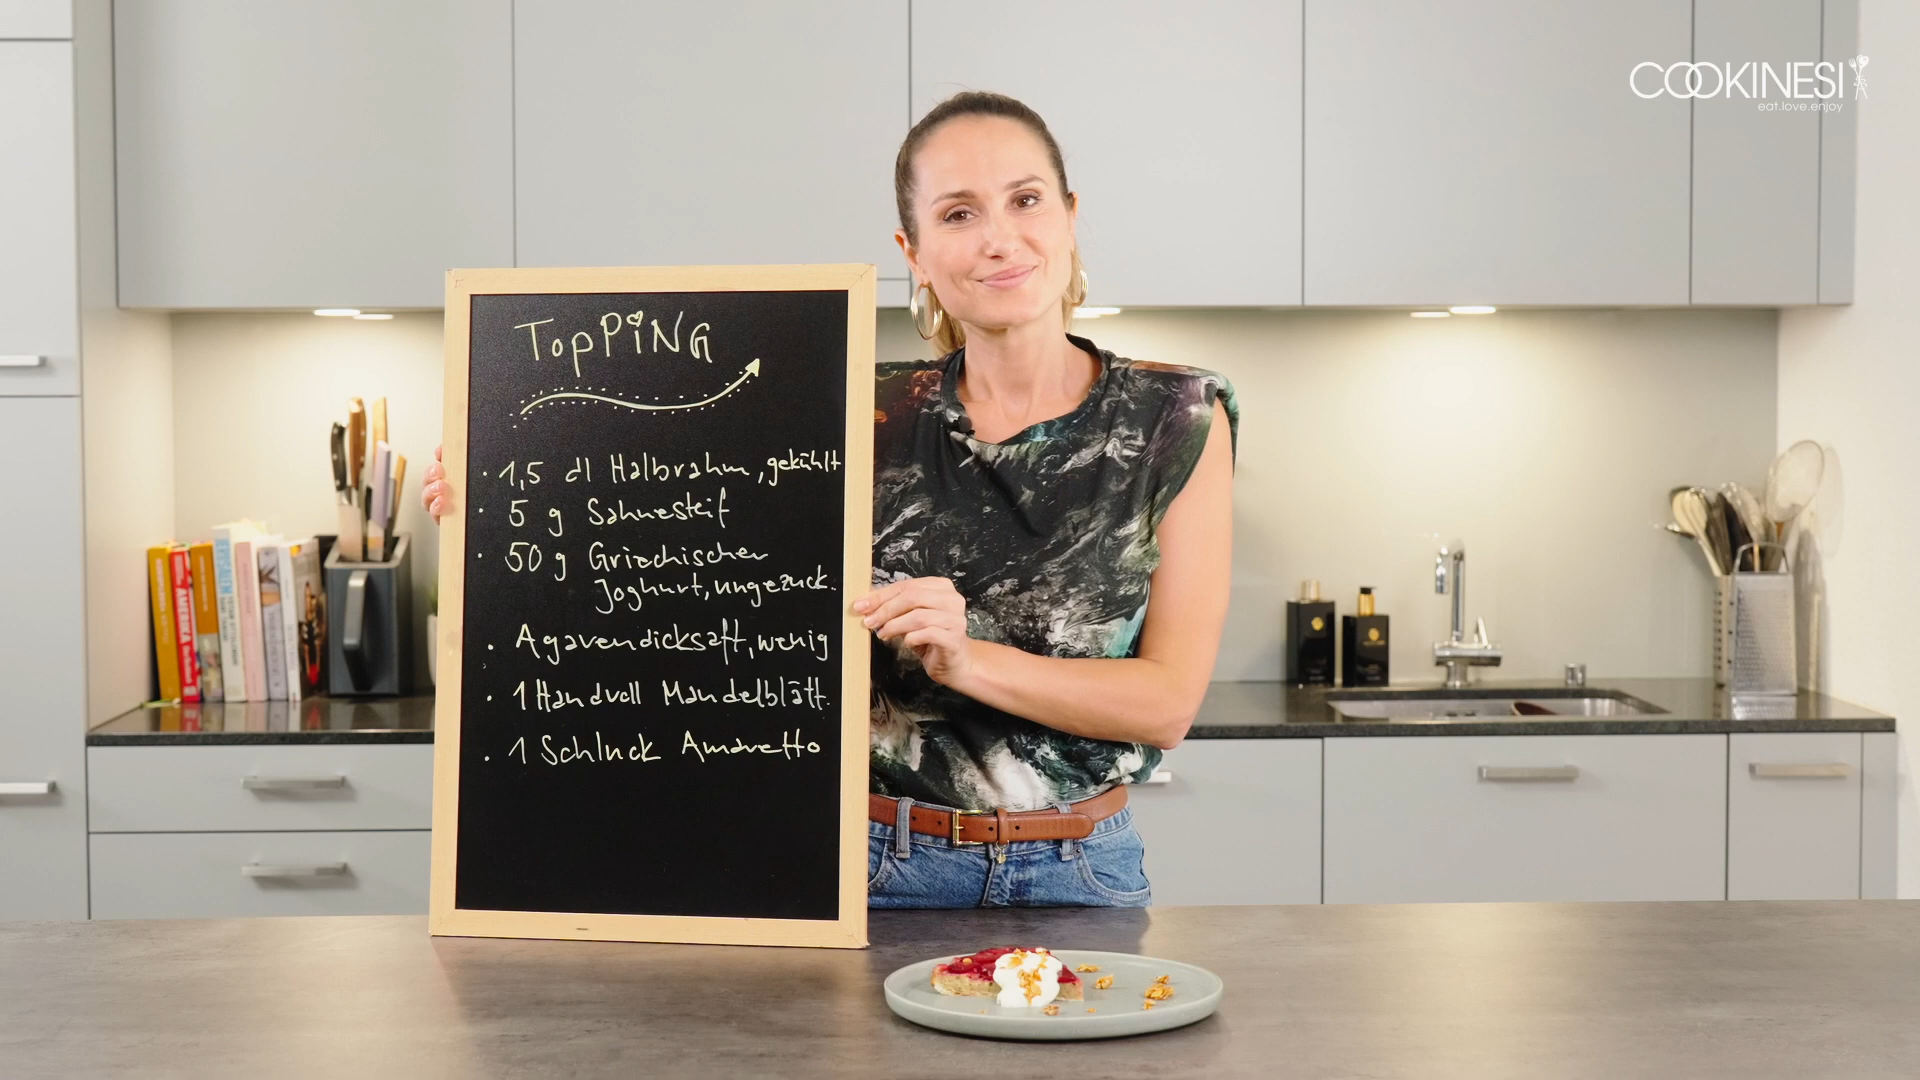 COOKINESI
eat.love.enjoy
TopPiNG
· 1,5 dl Halbrahm, gekühlt
· 5 g Sahnesteif
· 50 g Griechischer
Joghurt, ungezuck.
· Agavendicksaft, wenig
· 1 Handvoll Mandelblätt.
· 1 Schluck Amaretto
AMERIKA